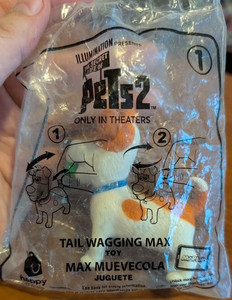 ILLUMINATION PRESENTS
THE SECRET LIFE OF
PETS 2
ONLY IN THEATERS
1
1
2
TAIL WAGGING MAX
TOY
MAX MUEVECOLA
JUGUETE
happy